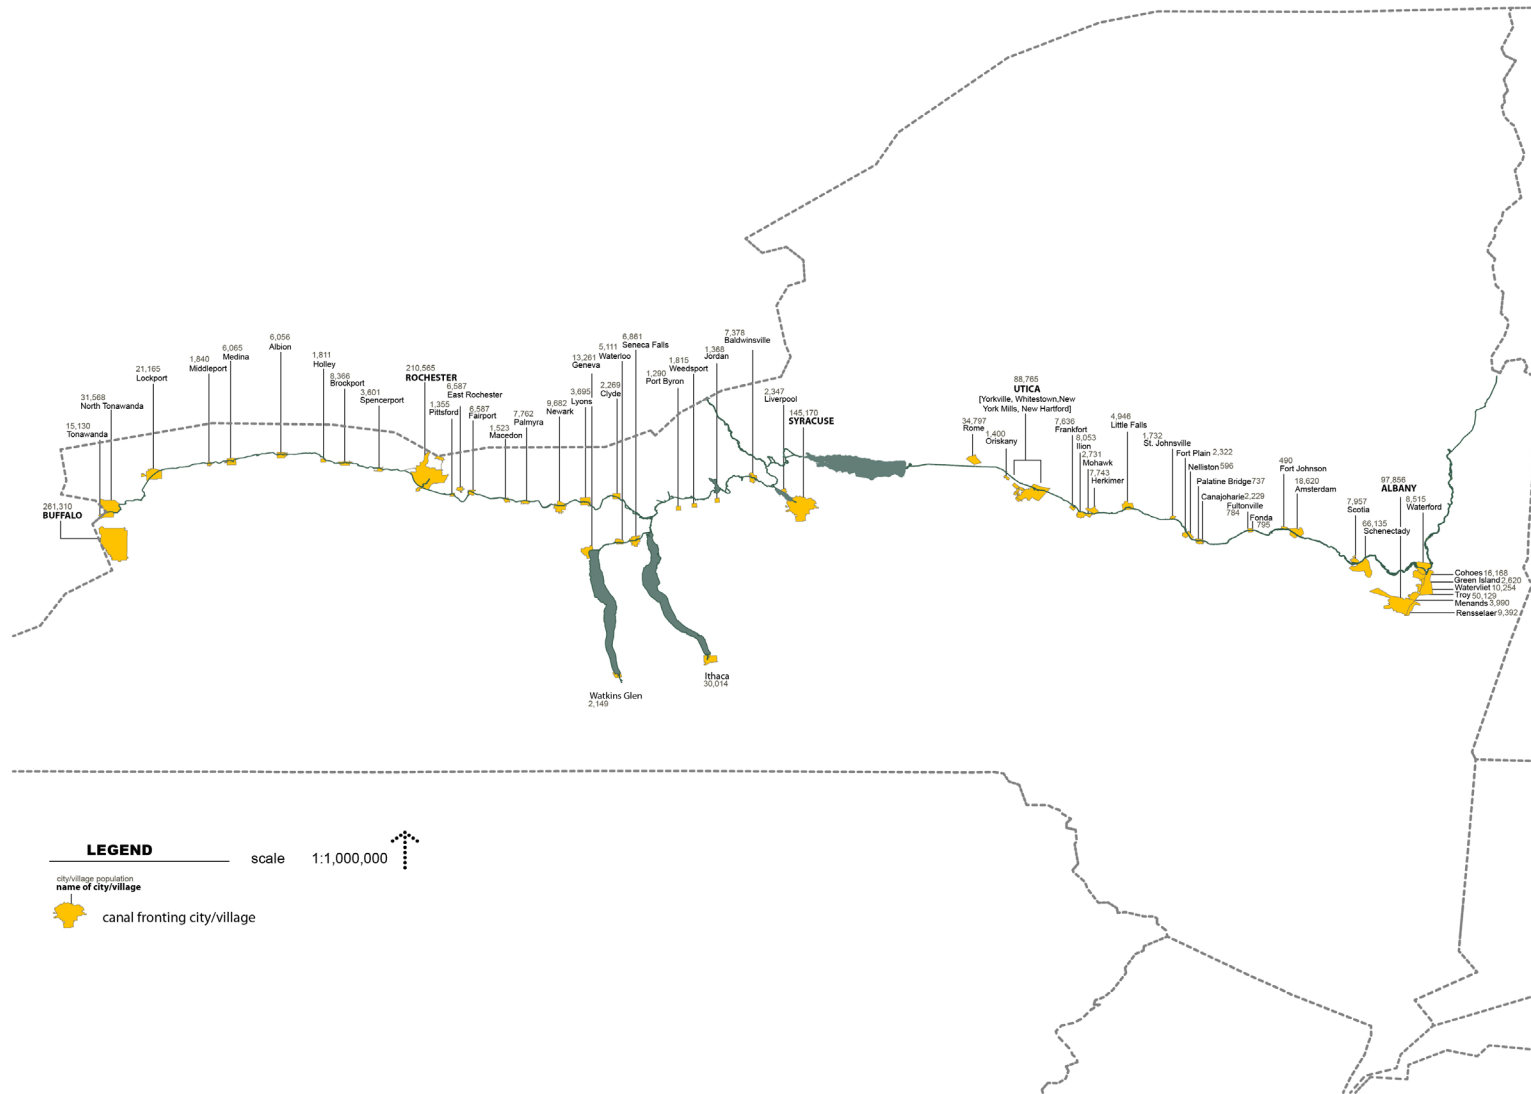 15,130
Tonawanda
31,568
North Tonawanda
261,310
BUFFALO
21,165
Lockport
1,840
Middleport
6,065
Medina
6,056
Albion
1,811
Holley
8,366
Brockport
3,601
Spencerport
210,565
ROCHESTER
1,355
Pittsford
6,587
East Rochester
6,587
Fairport
1,523
Macedon
7,762
Palmyra
9,682
Newark
3,695
Lyons
13,261
Geneva
2,269
Clyde
5,111
Waterloo
6,861
Seneca Falls
1,290
Port Byron
1,815
Weedsport
1,368
Jordan
7,378
Baldwinsville
2,347
Liverpool
145,170
SYRACUSE
Watkins Glen
2,149
Ithaca
30,014
34,797
Rome
1,400
Oriskany
88,765
UTICA
[Yorkville, Whitestown,New
York Mills, New Hartford]
7,636
Frankfort
8,053
Ilion
2,731
Mohawk
7,743
Herkimer
4,946
Little Falls
1,732
St. Johnsville
Fort Plain 2,322
Nelliston 596
Palatine Bridge 737
Canajoharie 2,229
Fultonville
784
Fonda
795
490
Fort Johnson
18,620
Amsterdam
7,957
Scotia
66,135
Schenectady
97,856
ALBANY
8,515
Waterford
Cohoes 16,168
Green Island 2,620
Watervliet 10,254
Troy 50,129
Menands 3,990
Rensselaer 9,392
LEGEND
scale 1:1,000,000
city/village population
name of city/village
canal fronting city/village